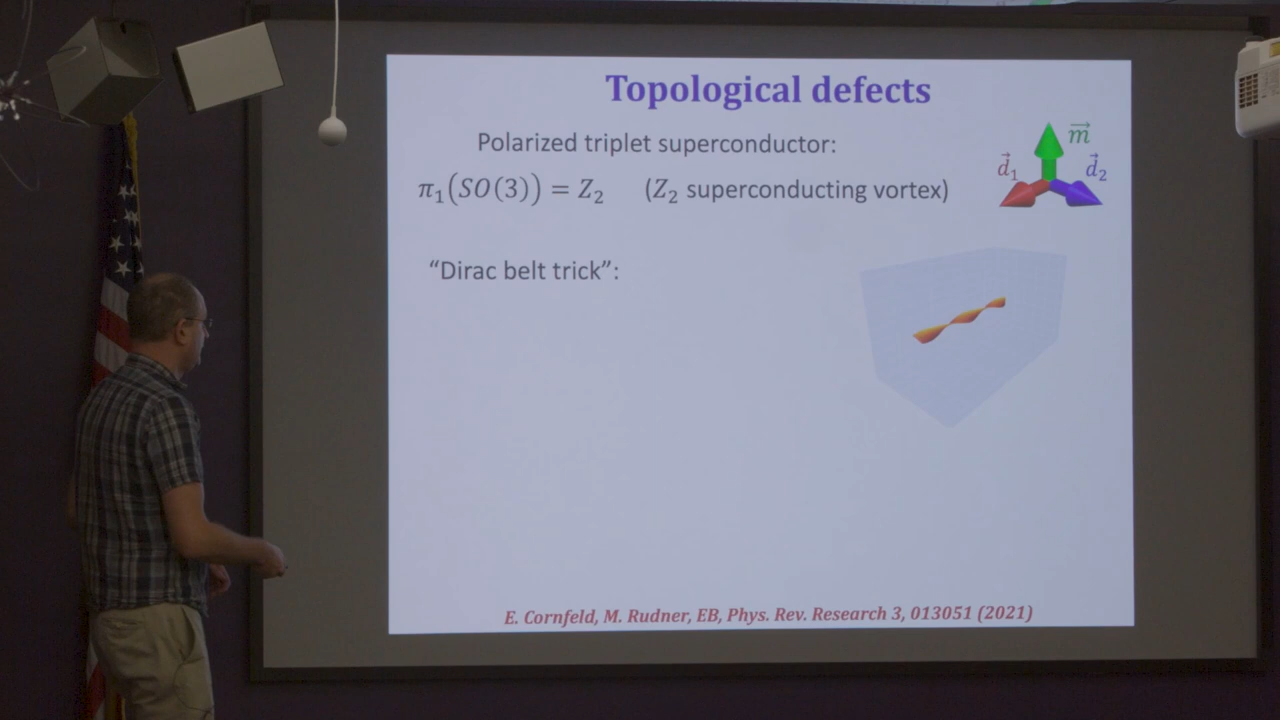 Topological defects
Polarized triplet superconductor:
π₁(SO(3)) = Z₂ (Z₂ superconducting vortex)
m⃗
d⃗₁ d⃗₂
“Dirac belt trick”:
E. Cornfeld, M. Rudner, EB, Phys. Rev. Research 3, 013051 (2021)